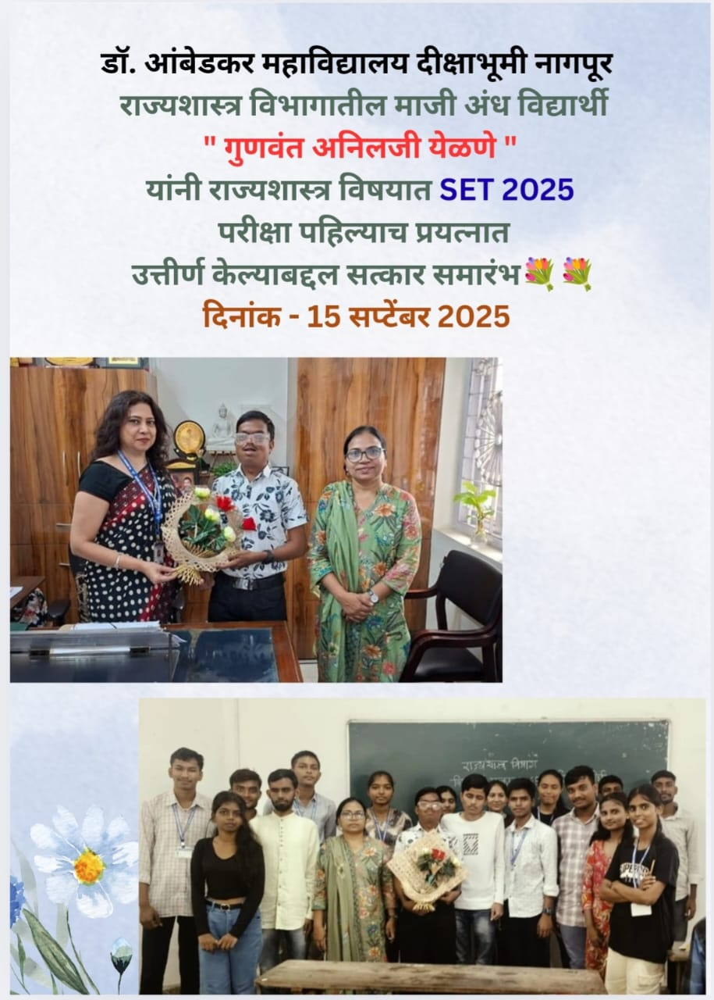 डॉ. आंबेडकर महाविद्यालय दीक्षाभूमी नागपूर
राज्यशास्त्र विभागातील माजी अंध विद्यार्थी
" गुणवंत अनिलजी येळणे "
यांनी राज्यशास्त्र विषयात SET 2025
परीक्षा पहिल्याच प्रयत्नात
उत्तीर्ण केल्याबद्दल सत्कार समारंभ💐 💐
दिनांक - 15 सप्टेंबर 2025
राज्यशास्त्र विभाग